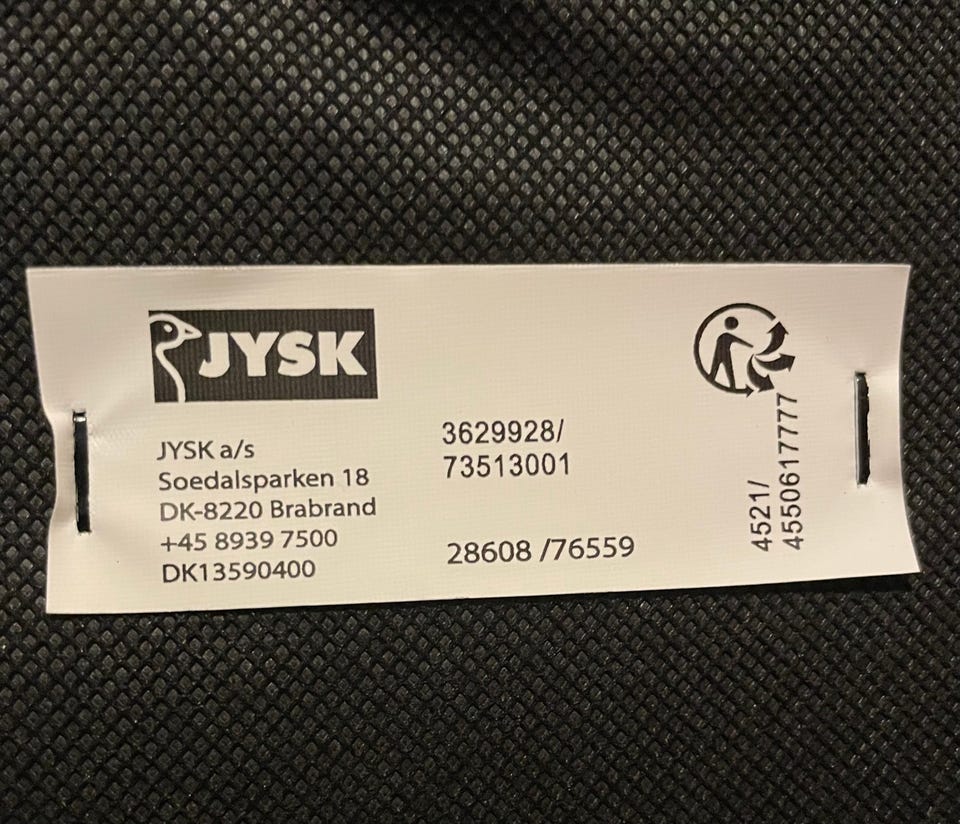 JYSK
JYSK a/s
Soedalsparken 18
DK-8220 Brabrand
+45 8939 7500
DK13590400
3629928/
73513001
28608 /76559
4521/
4550617777